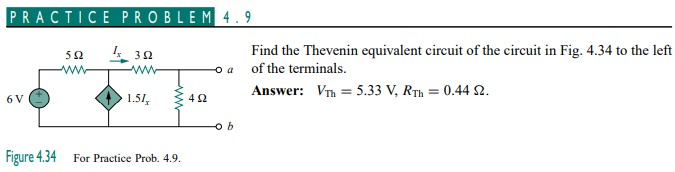 PRACTICE PROBLEM 4.9
5 Ω
Iₓ
3 Ω
a
6 V
+
−
1.5Iₓ
4 Ω
b
Figure 4.34 For Practice Prob. 4.9.
Find the Thevenin equivalent circuit of the circuit in Fig. 4.34 to the left
of the terminals.
Answer: V_Th = 5.33 V, R_Th = 0.44 Ω.